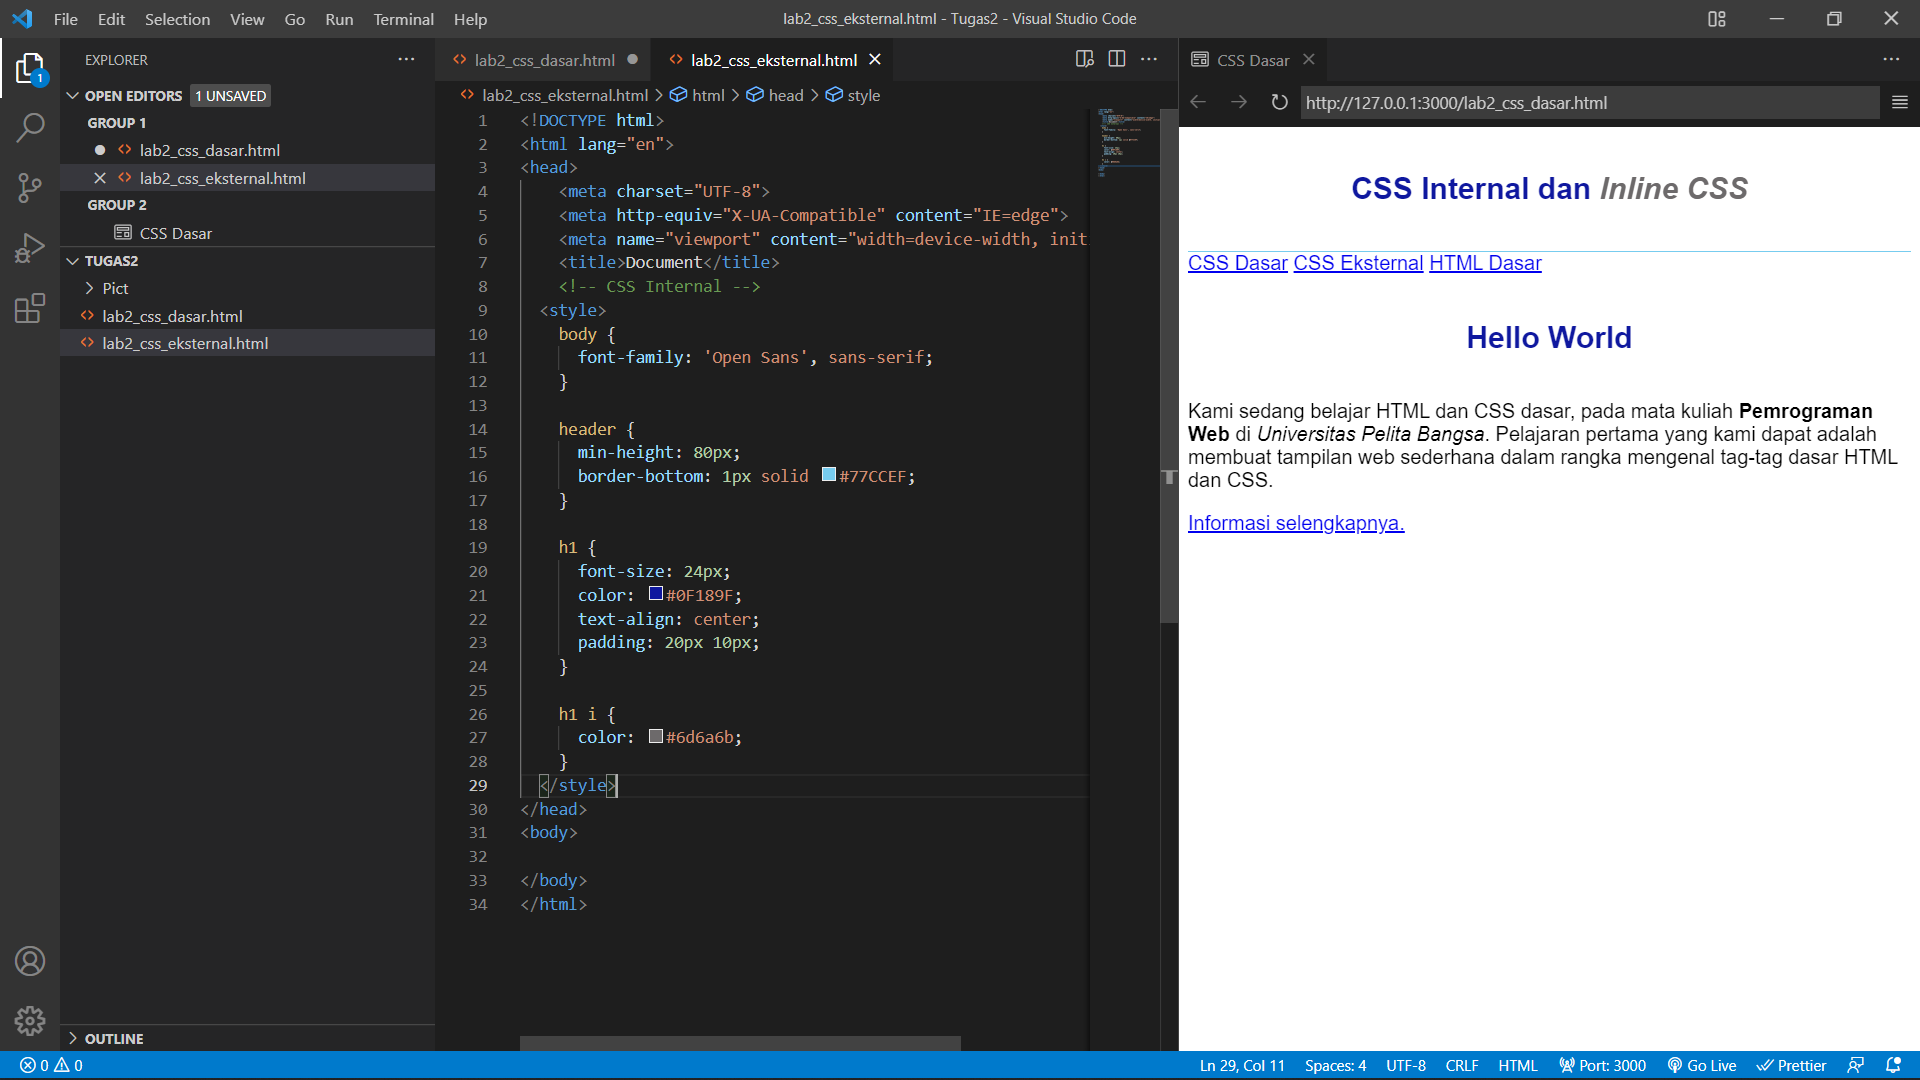 File Edit Selection View Go Run Terminal Help
lab2_css_eksternal.html - Tugas2 - Visual Studio Code
1
EXPLORER
OPEN EDITORS 1 UNSAVED
GROUP 1
lab2_css_dasar.html
lab2_css_eksternal.html
GROUP 2
CSS Dasar
TUGAS2
Pict
lab2_css_dasar.html
lab2_css_eksternal.html
OUTLINE
lab2_css_dasar.html
lab2_css_eksternal.html
lab2_css_eksternal.html > html > head > style
1 <!DOCTYPE html>
2 <html lang="en">
3 <head>
4 <meta charset="UTF-8">
5 <meta http-equiv="X-UA-Compatible" content="IE=edge">
6 <meta name="viewport" content="width=device-width, init
7 <title>Document</title>
8 <!-- CSS Internal -->
9 <style>
10 body {
11 font-family: 'Open Sans', sans-serif;
12 }
13
14 header {
15 min-height: 80px;
16 border-bottom: 1px solid #77CCEF;
17 }
18
19 h1 {
20 font-size: 24px;
21 color: #0F189F;
22 text-align: center;
23 padding: 20px 10px;
24 }
25
26 h1 i {
27 color: #6d6a6b;
28 }
29 </style>
30 </head>
31 <body>
32
33 </body>
34 </html>
CSS Dasar
http://127.0.0.1:3000/lab2_css_dasar.html
CSS Internal dan Inline CSS
CSS Dasar CSS Eksternal HTML Dasar
Hello World
Kami sedang belajar HTML dan CSS dasar, pada mata kuliah Pemrograman
Web di Universitas Pelita Bangsa. Pelajaran pertama yang kami dapat adalah
membuat tampilan web sederhana dalam rangka mengenal tag-tag dasar HTML
dan CSS.
Informasi selengkapnya.
0 0
Ln 29, Col 11 Spaces: 4 UTF-8 CRLF HTML Port: 3000 Go Live Prettier